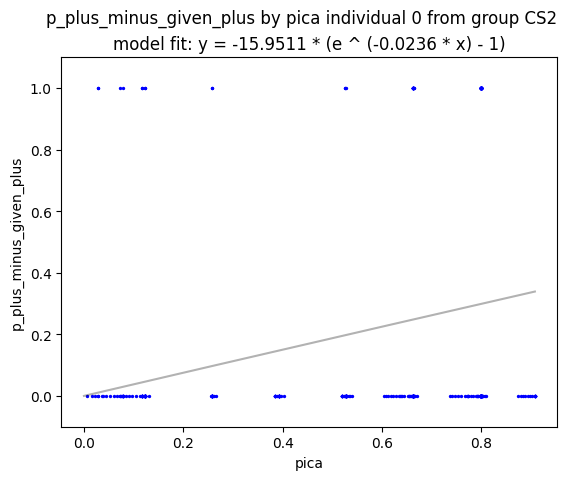 p_plus_minus_given_plus by pica individual 0 from group CS2
model fit: y = -15.9511 * (e ^ (-0.0236 * x) - 1)
1.0
0.8
0.6
0.4
0.2
0.0
p_plus_minus_given_plus
0.0 0.2 0.4 0.6 0.8
pica